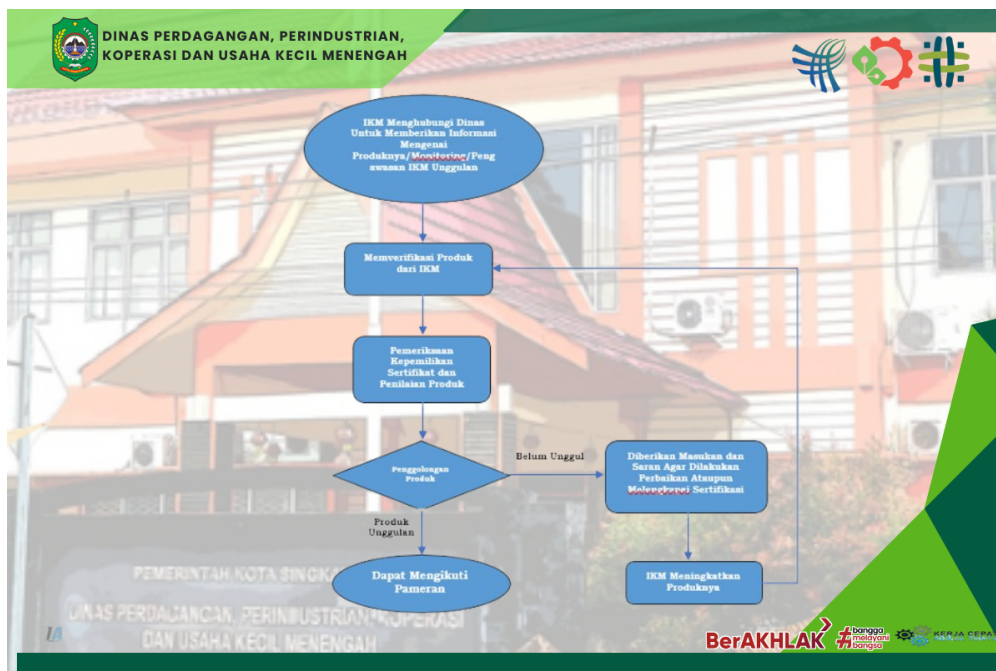 DINAS PERDAGANGAN, PERINDUSTRIAN,
KOPERASI DAN USAHA KECIL MENENGAH
IKM Menghubungi Dinas
Untuk Memberikan Informasi
Mengenai
Produknya/Monitoring/Peng
awasan IKM Unggulan
Memverifikasi Produk
dari IKM
Pemeriksaan
Kepemilikan
Sertifikat dan
Penilaian Produk
Penggolongan
Produk
Belum Unggul
Diberikan Masukan dan
Saran Agar Dilakukan
Perbaikan Ataupun
Melengkapi Sertifikasi
Produk
Unggulan
Dapat Mengikuti
Pameran
IKM Meningkatkan
Produknya
PEMERINTAH KOTA
DINAS PERDAGANGAN, PERINDUSTRIAN, KOPERASI
DAN USAHA KECIL MENENGAH
BerAKHLAK
#bangga
melayani
bangsa
KERJA CEPA